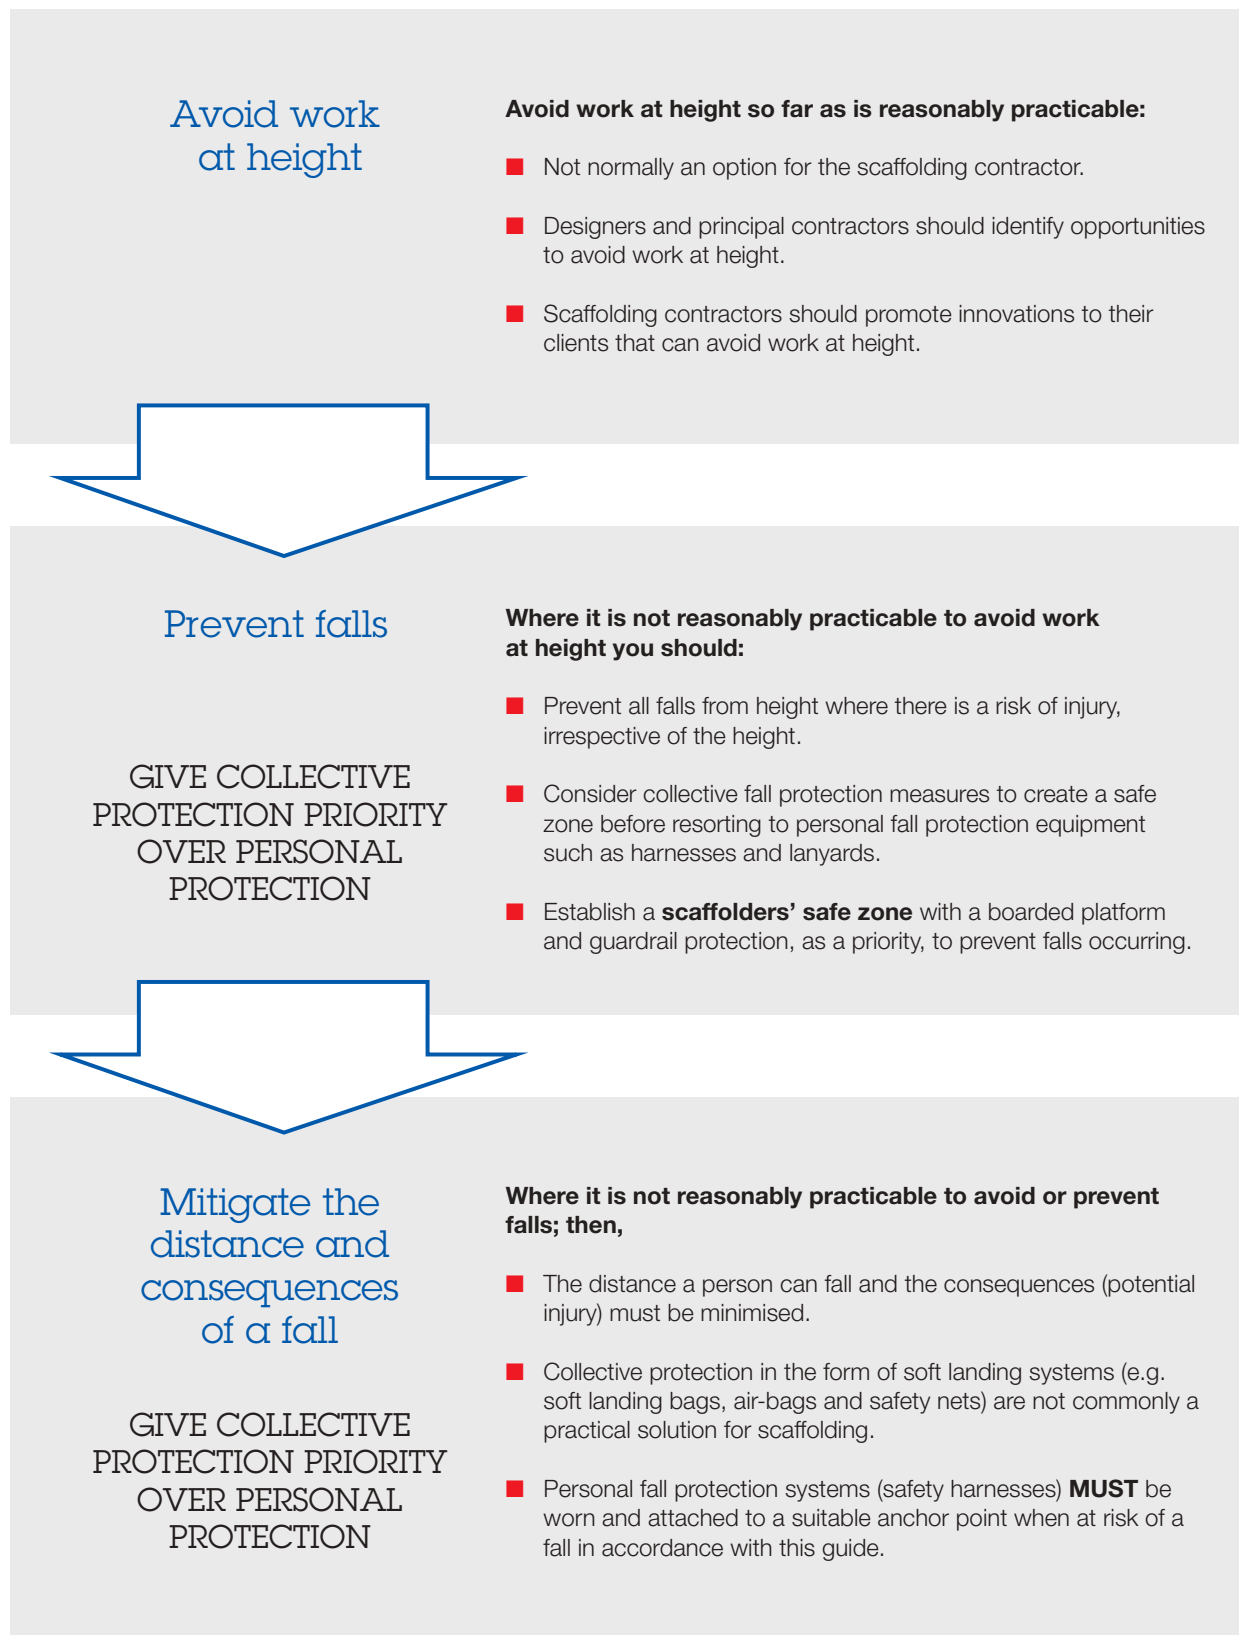 Avoid work
at height
Avoid work at height so far as is reasonably practicable:
■ Not normally an option for the scaffolding contractor.
■ Designers and principal contractors should identify opportunities
to avoid work at height.
■ Scaffolding contractors should promote innovations to their
clients that can avoid work at height.
Prevent falls
GIVE COLLECTIVE
PROTECTION PRIORITY
OVER PERSONAL
PROTECTION
Where it is not reasonably practicable to avoid work
at height you should:
■ Prevent all falls from height where there is a risk of injury,
irrespective of the height.
■ Consider collective fall protection measures to create a safe
zone before resorting to personal fall protection equipment
such as harnesses and lanyards.
■ Establish a scaffolders’ safe zone with a boarded platform
and guardrail protection, as a priority, to prevent falls occurring.
Mitigate the
distance and
consequences
of a fall
GIVE COLLECTIVE
PROTECTION PRIORITY
OVER PERSONAL
PROTECTION
Where it is not reasonably practicable to avoid or prevent
falls; then,
■ The distance a person can fall and the consequences (potential
injury) must be minimised.
■ Collective protection in the form of soft landing systems (e.g.
soft landing bags, air-bags and safety nets) are not commonly a
practical solution for scaffolding.
■ Personal fall protection systems (safety harnesses) MUST be
worn and attached to a suitable anchor point when at risk of a
fall in accordance with this guide.